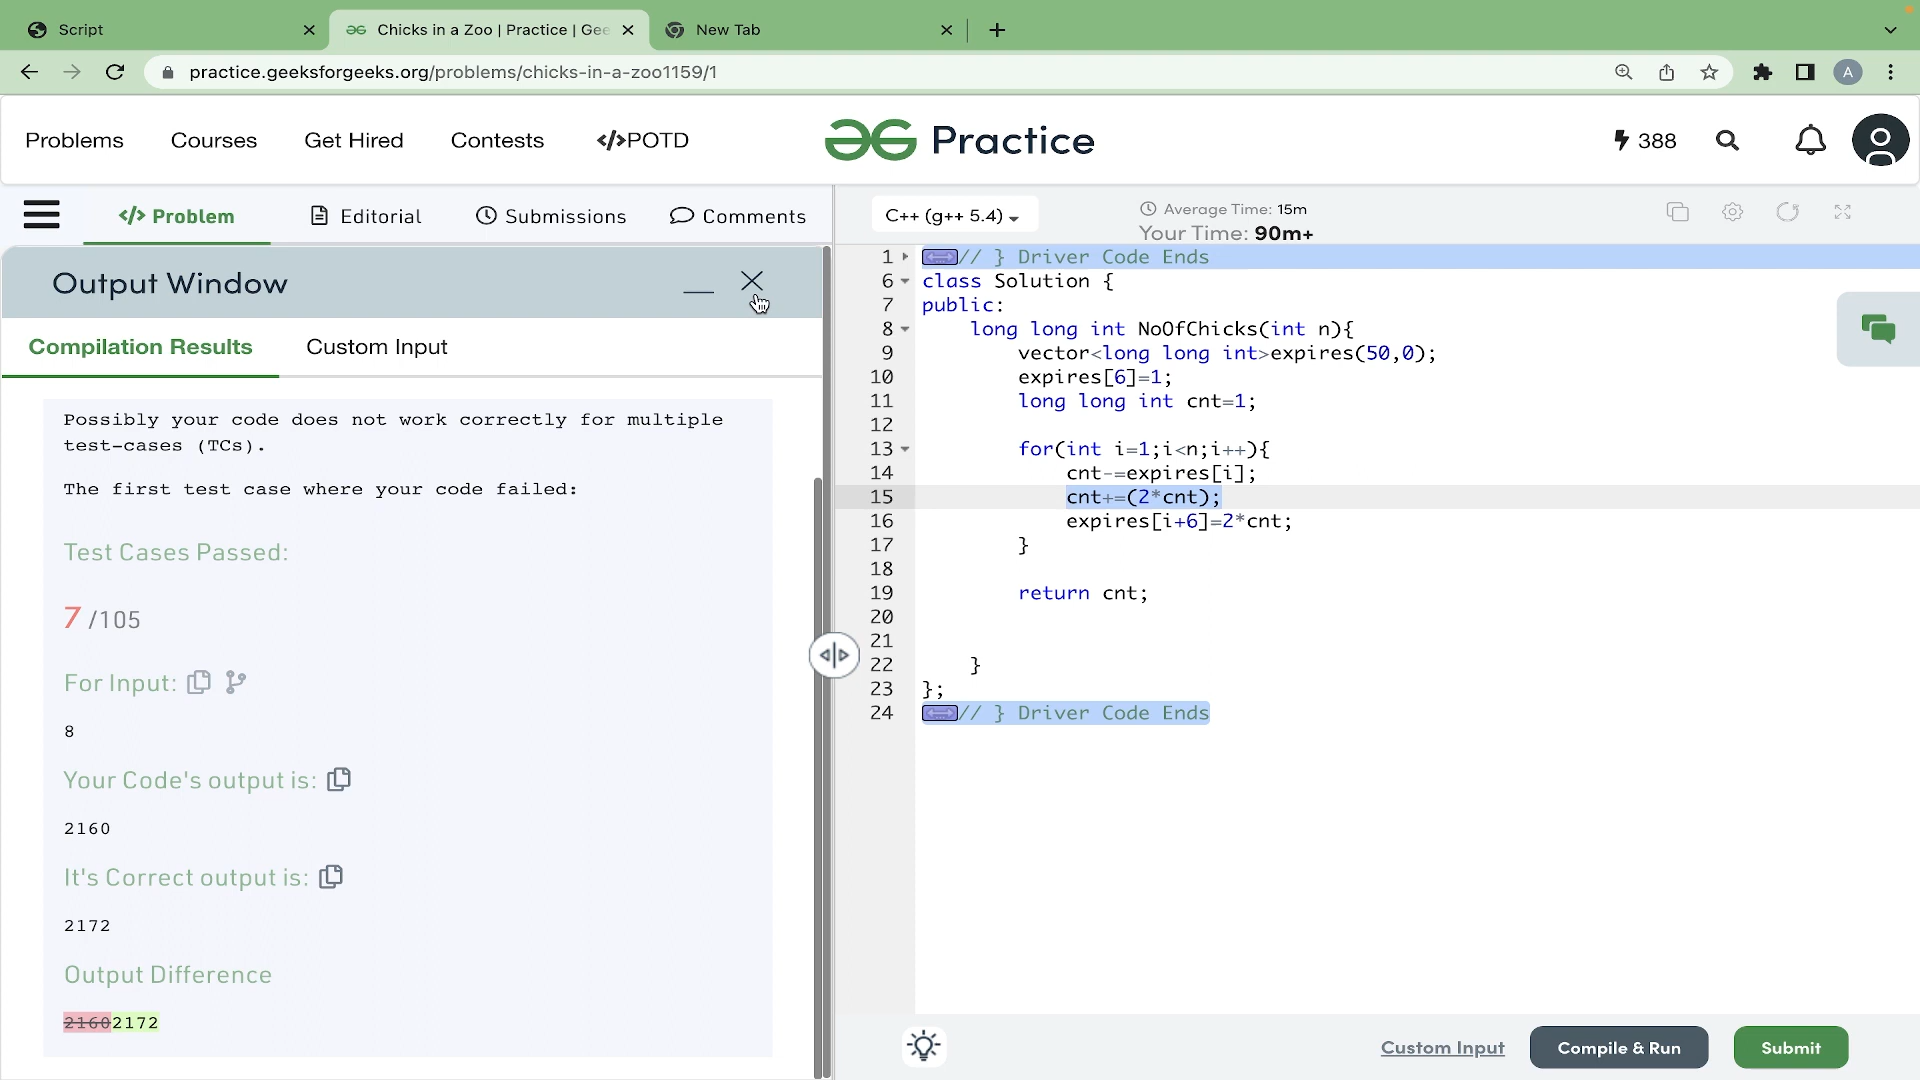 Script
Chicks in a Zoo | Practice | Gee
New Tab
practice.geeksforgeeks.org/problems/chicks-in-a-zoo1159/1
A
Problems
Courses
Get Hired
Contests
</>POTD
Practice
388
</> Problem
Editorial
Submissions
Comments
C++ (g++ 5.4)
Average Time: 15m
Your Time: 90m+
Output Window
Compilation Results
Custom Input
Possibly your code does not work correctly for multiple
test-cases (TCs).
The first test case where your code failed:
Test Cases Passed:
7 /105
For Input:
8
Your Code's output is:
2160
It's Correct output is:
2172
Output Difference
21602172
1 // } Driver Code Ends
6 class Solution {
7 public:
8 long long int NoOfChicks(int n){
9 vector<long long int>expires(50,0);
10 expires[6]=1;
11 long long int cnt=1;
12
13 for(int i=1;i<n;i++){
14 cnt-=expires[i];
15 cnt+=(2*cnt);
16 expires[i+6]=2*cnt;
17 }
18
19 return cnt;
20
21
22 }
23 };
24 // } Driver Code Ends
Custom Input
Compile & Run
Submit